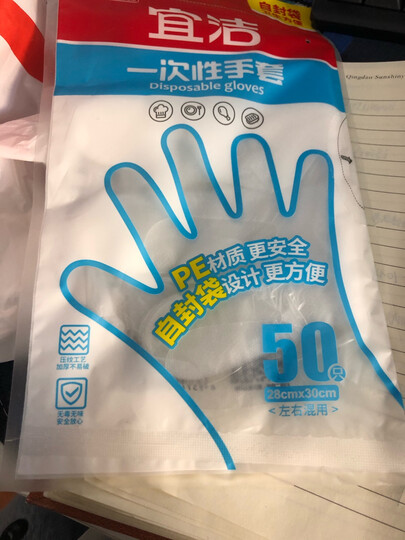 自封袋
宜洁
一次性手套
Disposable gloves
PE材质 更安全
自封袋设计 更方便
压纹工艺
加厚不易破
50只
28cmx30cm
<左右混用>
无毒无味
安全放心